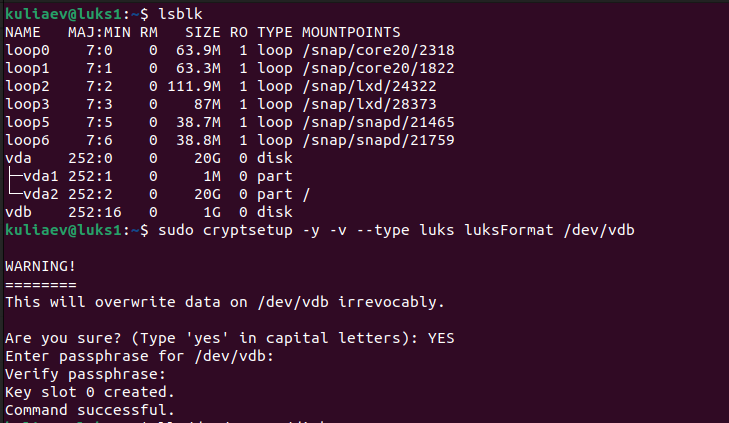 kuliaev@luks1:~$ lsblk
NAME   MAJ:MIN RM   SIZE RO TYPE MOUNTPOINTS
loop0    7:0    0  63.9M  1 loop /snap/core20/2318
loop1    7:1    0  63.3M  1 loop /snap/core20/1822
loop2    7:2    0 111.9M  1 loop /snap/lxd/24322
loop3    7:3    0    87M  1 loop /snap/lxd/28373
loop5    7:5    0  38.7M  1 loop /snap/snapd/21465
loop6    7:6    0  38.8M  1 loop /snap/snapd/21759
vda    252:0    0    20G  0 disk
├─vda1 252:1    0     1M  0 part
└─vda2 252:2    0    20G  0 part /
vdb    252:16   0     1G  0 disk
kuliaev@luks1:~$ sudo cryptsetup -y -v --type luks luksFormat /dev/vdb
WARNING!
========
This will overwrite data on /dev/vdb irrevocably.
Are you sure? (Type 'yes' in capital letters): YES
Enter passphrase for /dev/vdb:
Verify passphrase:
Key slot 0 created.
Command successful.